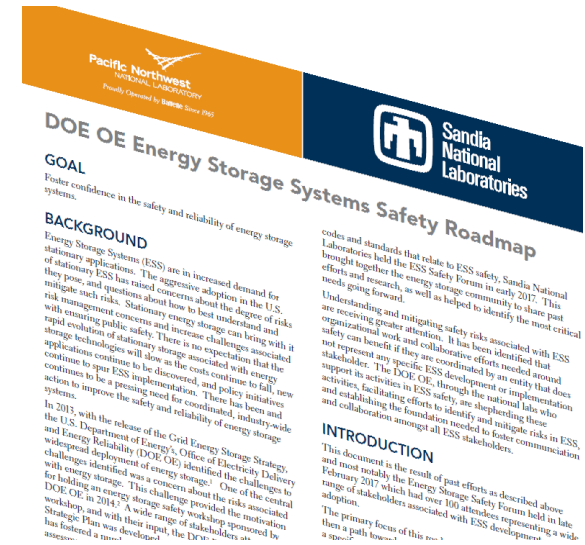 Pacific Northwest
NATIONAL LABORATORY
Proudly Operated by Battelle Since 1965
Sandia
National
Laboratories
DOE OE Energy Storage Systems Safety Roadmap
GOAL
Foster confidence in the safety and reliability of energy storage
systems.
BACKGROUND
Energy Storage Systems (ESS) are in increased demand for
stationary applications. The aggressive adoption in the U.S.
of stationary ESS has raised concerns about the degree of risks
they pose, and questions about how to best understand and
mitigate such risks. Stationary energy storage can bring with it
risk management concerns and increase challenges associated
with ensuring public safety. There is no expectation that the
rapid evolution of stationary storage associated with energy
storage technologies will slow as the costs continue to fall, new
applications continue to be discovered, and policy initiatives
continue to spur ESS implementation. There has been and
continues to be a pressing need for coordinated, industry-wide
action to improve the safety and reliability of energy storage
systems.
In 2013, with the release of the Grid Energy Storage Strategy,
the U.S. Department of Energy's, Office of Electricity Delivery
and Energy Reliability (DOE OE) identified the challenges to
widespread deployment of energy storage. One of the central
challenges identified was a concern about the risks associated
with energy storage. This challenge provided the motivation
for holding an energy storage safety workshop sponsored by
DOE OE in 2014. A wide range of stakeholders
workshop, and with their input, the DOE
Strategic Plan was developed
has fostered a
codes and standards that relate to ESS safety, Sandia National
Laboratories held the ESS Safety Forum in early 2017. This
brought together the energy storage community to share past
efforts and research, as well as helped to identify the most critical
needs going forward.
Understanding and mitigating safety risks associated with ESS
are receiving greater attention. It has been identified that
organizational work and collaborative efforts needed around
safety can benefit if they are coordinated by an entity that does
not represent any specific ESS development or implementation
stakeholder. The DOE OE, through the national labs who
support its activities in ESS safety, are shepherding these
activities, facilitating efforts to identify and mitigate risks in ESS,
and establishing the foundation needed to foster communciation
and collaboration amongst all ESS stakeholders.
INTRODUCTION
This document is the result of past efforts as described above
and most notably the Energy Storage Safety Forum held in late
February 2017 which had over 100 attendees representing a wide
range of stakeholders associated with ESS development
adoption.
The primary focus of this
then a path toward
a specif